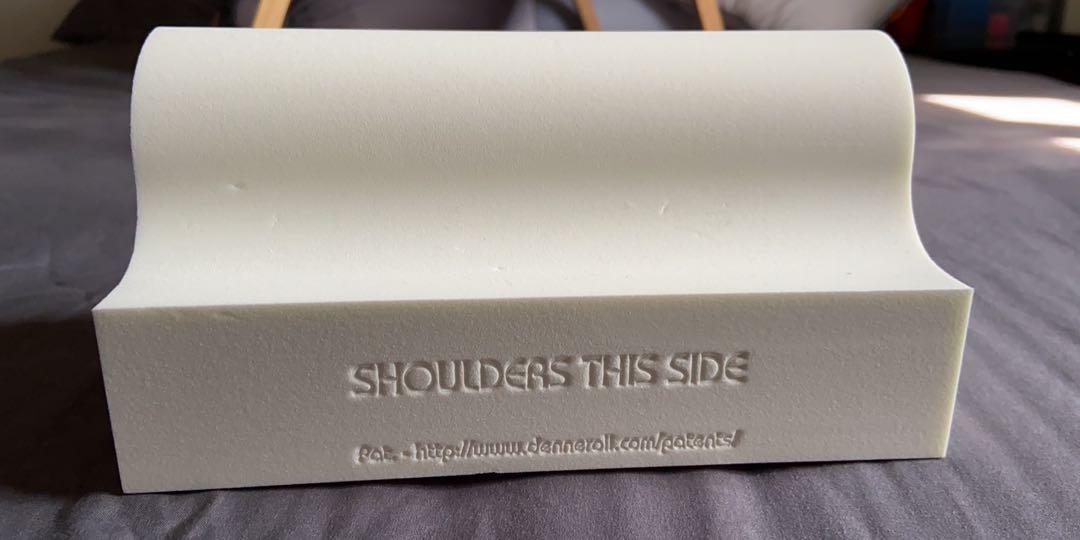 SHOULDERS THIS SIDE
Pat. - http://www.denneroll.com/patents/